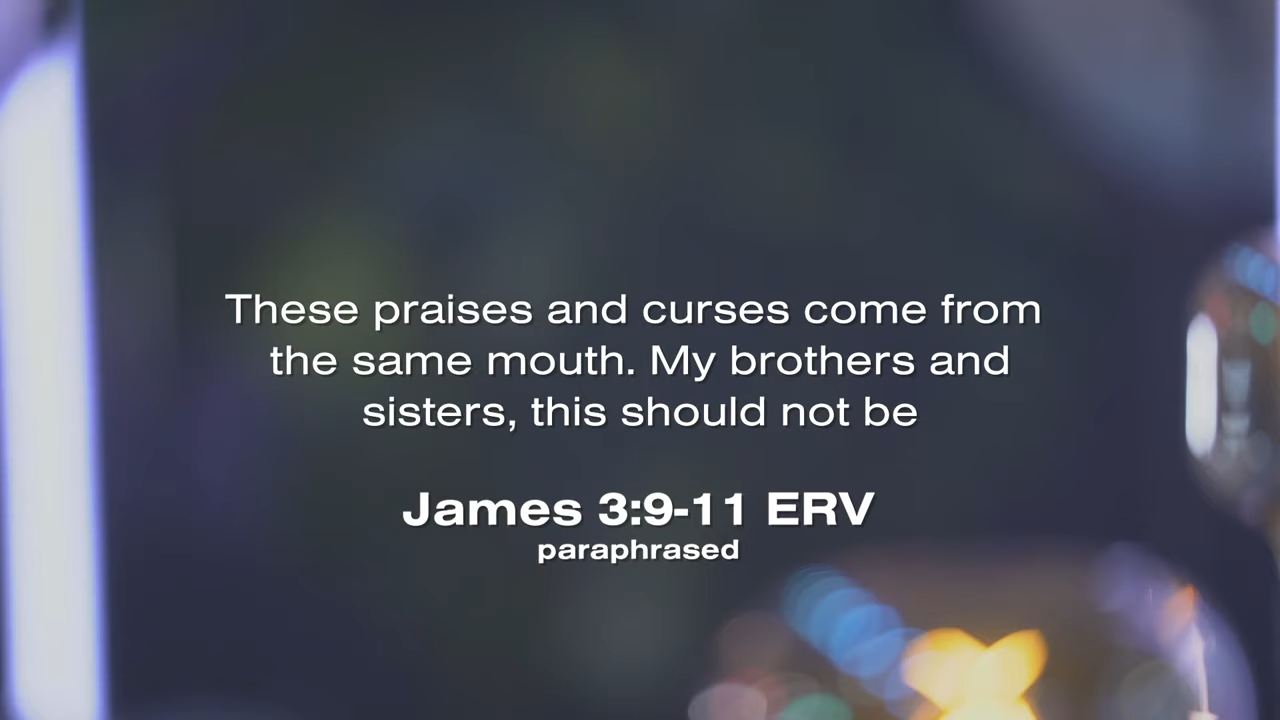 These praises and curses come from
the same mouth. My brothers and
sisters, this should not be
James 3:9-11 ERV
paraphrased